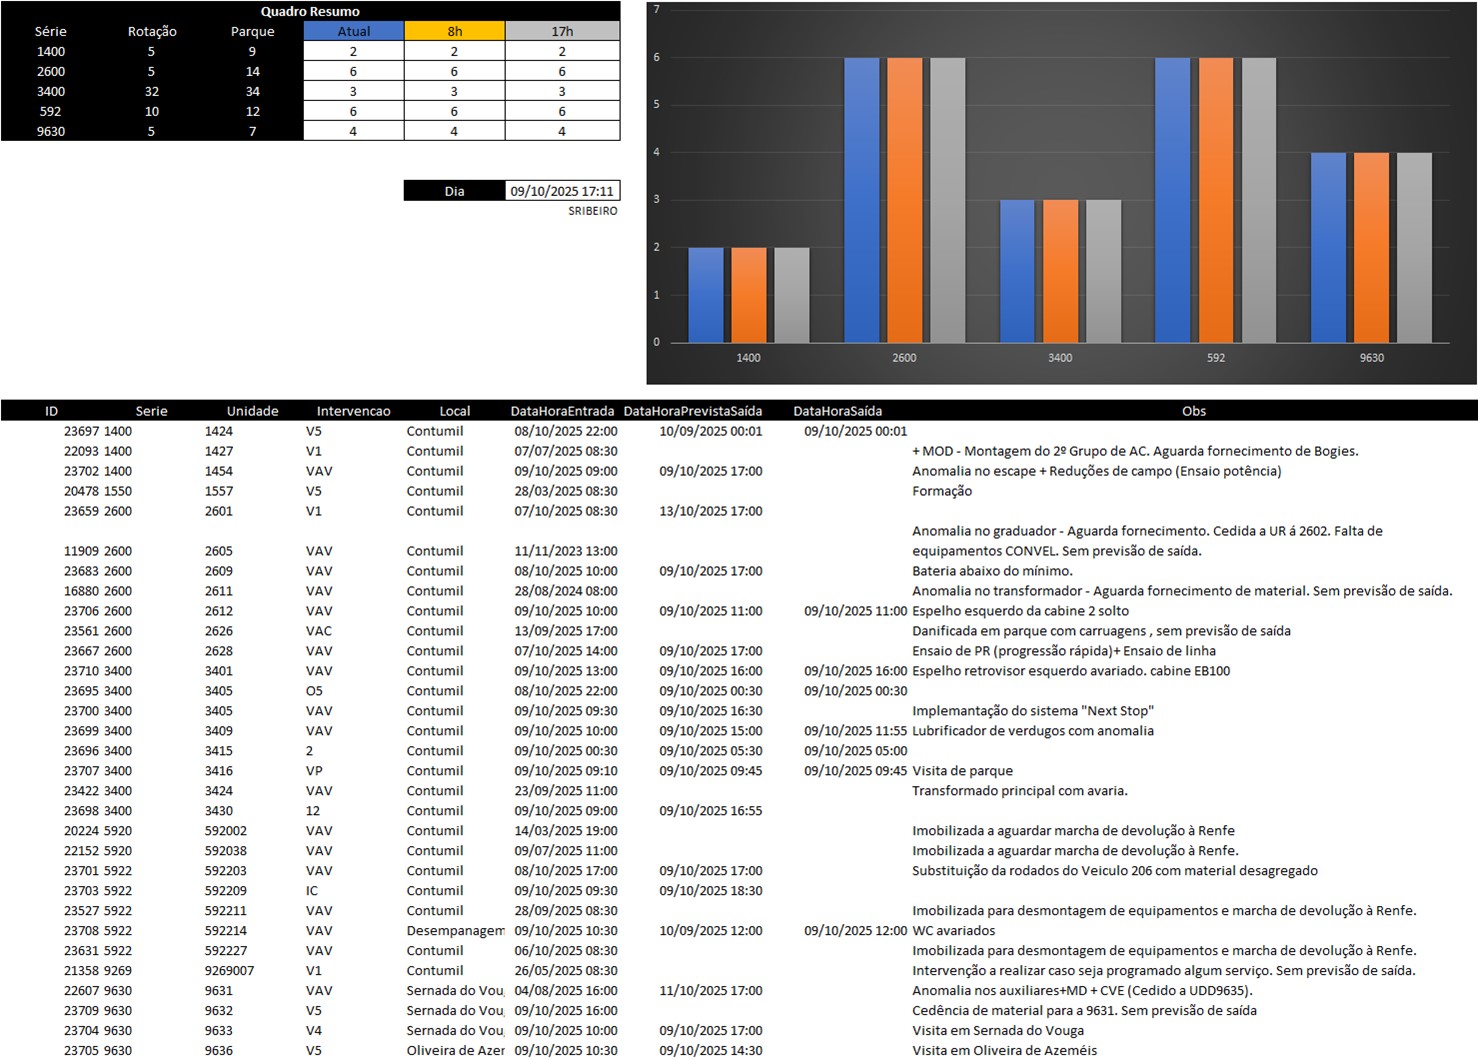 Quadro Resumo
Série Rotação Parque Atual 8h 17h
1400 5 9 2 2 2
2600 5 14 6 6 6
3400 32 34 3 3 3
592 10 12 6 6 6
9630 5 7 4 4 4
Dia 09/10/2025 17:11
SRIBEIRO
7
6
5
4
3
2
1
0
1400 2600 3400 592 9630
ID Serie Unidade Intervencao Local DataHoraEntrada DataHoraPrevistaSaída DataHoraSaída Obs
23697 1400 1424 V5 Contumil 08/10/2025 22:00 10/09/2025 00:01 09/10/2025 00:01
22093 1400 1427 V1 Contumil 07/07/2025 08:30 + MOD - Montagem do 2º Grupo de AC. Aguarda fornecimento de Bogies.
23702 1400 1454 VAV Contumil 09/10/2025 09:00 09/10/2025 17:00 Anomalia no escape + Reduções de campo (Ensaio potência)
20478 1550 1557 V5 Contumil 28/03/2025 08:30 Formação
23659 2600 2601 V1 Contumil 07/10/2025 08:30 13/10/2025 17:00
Anomalia no graduador - Aguarda fornecimento. Cedida a UR á 2602. Falta de
11909 2600 2605 VAV Contumil 11/11/2023 13:00 equipamentos CONVEL. Sem previsão de saída.
23683 2600 2609 VAV Contumil 08/10/2025 10:00 09/10/2025 17:00 Bateria abaixo do mínimo.
16880 2600 2611 VAV Contumil 28/08/2024 08:00 Anomalia no transformador - Aguarda fornecimento de material. Sem previsão de saída.
23706 2600 2612 VAV Contumil 09/10/2025 10:00 09/10/2025 11:00 09/10/2025 11:00 Espelho esquerdo da cabine 2 solto
23561 2600 2626 VAC Contumil 13/09/2025 17:00 Danificada em parque com carruagens , sem previsão de saída
23667 2600 2628 VAV Contumil 07/10/2025 14:00 09/10/2025 17:00 Ensaio de PR (progressão rápida)+ Ensaio de linha
23710 3400 3401 VAV Contumil 09/10/2025 13:00 09/10/2025 16:00 09/10/2025 16:00 Espelho retrovisor esquerdo avariado. cabine EB100
23695 3400 3405 O5 Contumil 08/10/2025 22:00 09/10/2025 00:30 09/10/2025 00:30
23700 3400 3405 VAV Contumil 09/10/2025 09:30 09/10/2025 16:30 Implemantação do sistema "Next Stop"
23699 3400 3409 VAV Contumil 09/10/2025 10:00 09/10/2025 15:00 09/10/2025 11:55 Lubrificador de verdugos com anomalia
23696 3400 3415 2 Contumil 09/10/2025 00:30 09/10/2025 05:30 09/10/2025 05:00
23707 3400 3416 VP Contumil 09/10/2025 09:10 09/10/2025 09:45 09/10/2025 09:45 Visita de parque
23422 3400 3424 VAV Contumil 23/09/2025 11:00 Transformado principal com avaria.
23698 3400 3430 12 Contumil 09/10/2025 09:00 09/10/2025 16:55
20224 5920 592002 VAV Contumil 14/03/2025 19:00 Imobilizada a aguardar marcha de devolução à Renfe
22152 5920 592038 VAV Contumil 09/07/2025 11:00 Imobilizada a aguardar marcha de devolução à Renfe.
23701 5922 592203 VAV Contumil 08/10/2025 17:00 09/10/2025 17:00 Substituição da rodados do Veiculo 206 com material desagregado
23703 5922 592209 IC Contumil 09/10/2025 09:30 09/10/2025 18:30
23527 5922 592211 VAV Contumil 28/09/2025 08:30 Imobilizada para desmontagem de equipamentos e marcha de devolução à Renfe.
23708 5922 592214 VAV Desempanagem 09/10/2025 10:30 10/09/2025 12:00 09/10/2025 12:00 WC avariados
23631 5922 592227 VAV Contumil 06/10/2025 08:30 Imobilizada para desmontagem de equipamentos e marcha de devolução à Renfe.
21358 9269 9269007 V1 Contumil 26/05/2025 08:30 Intervenção a realizar caso seja programado algum serviço. Sem previsão de saída.
22607 9630 9631 VAV Sernada do Vou 04/08/2025 16:00 11/10/2025 17:00 Anomalia nos auxiliares+MD + CVE (Cedido a UDD9635).
23709 9630 9632 V5 Sernada do Vou 09/10/2025 16:00 Cedência de material para a 9631. Sem previsão de saída
23704 9630 9633 V4 Sernada do Vou 09/10/2025 10:00 09/10/2025 17:00 Visita em Sernada do Vouga
23705 9630 9636 V5 Oliveira de Azer 09/10/2025 10:30 09/10/2025 14:30 Visita em Oliveira de Azeméis